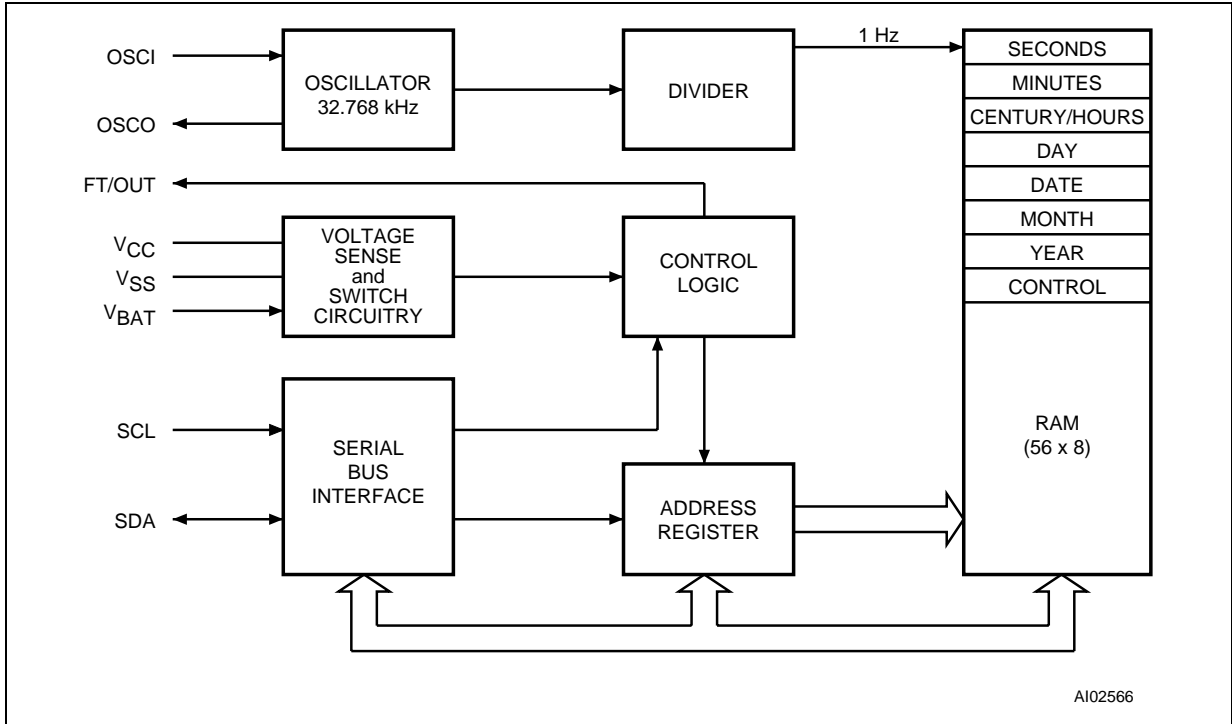 OSCI
OSCO
FT/OUT
VCC
VSS
VBAT
SCL
SDA
OSCILLATOR
32.768 kHz
VOLTAGE
SENSE
and
SWITCH
CIRCUITRY
SERIAL
BUS
INTERFACE
DIVIDER
CONTROL
LOGIC
ADDRESS
REGISTER
1 Hz
SECONDS
MINUTES
CENTURY/HOURS
DAY
DATE
MONTH
YEAR
CONTROL
RAM
(56 x 8)
AI02566